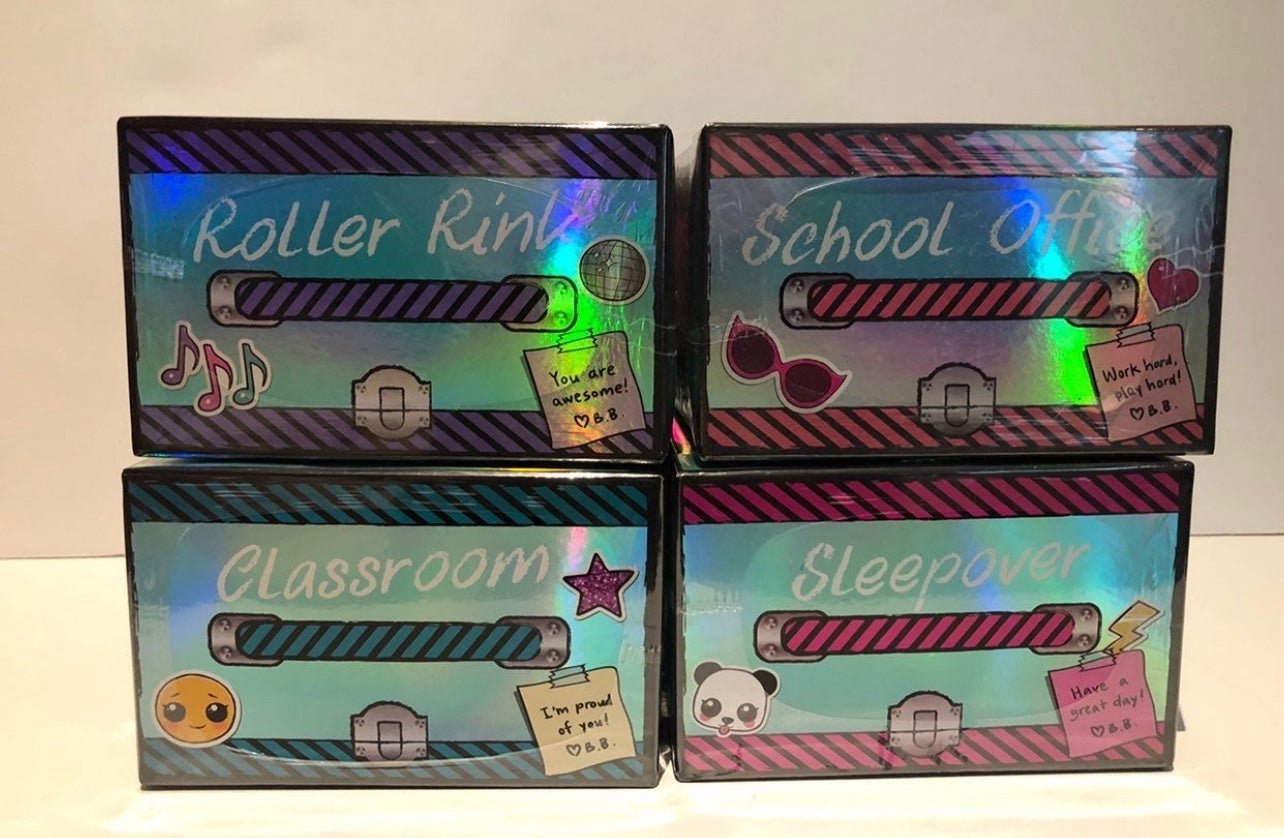 Roller Rink
You are
awesome!
♡ B.B.
School Office
Work hard,
play hard!
♡ B.B.
Classroom
I'm proud
of you!
♡ B.B.
Sleepover
Have a
great day!
♡ B.B.